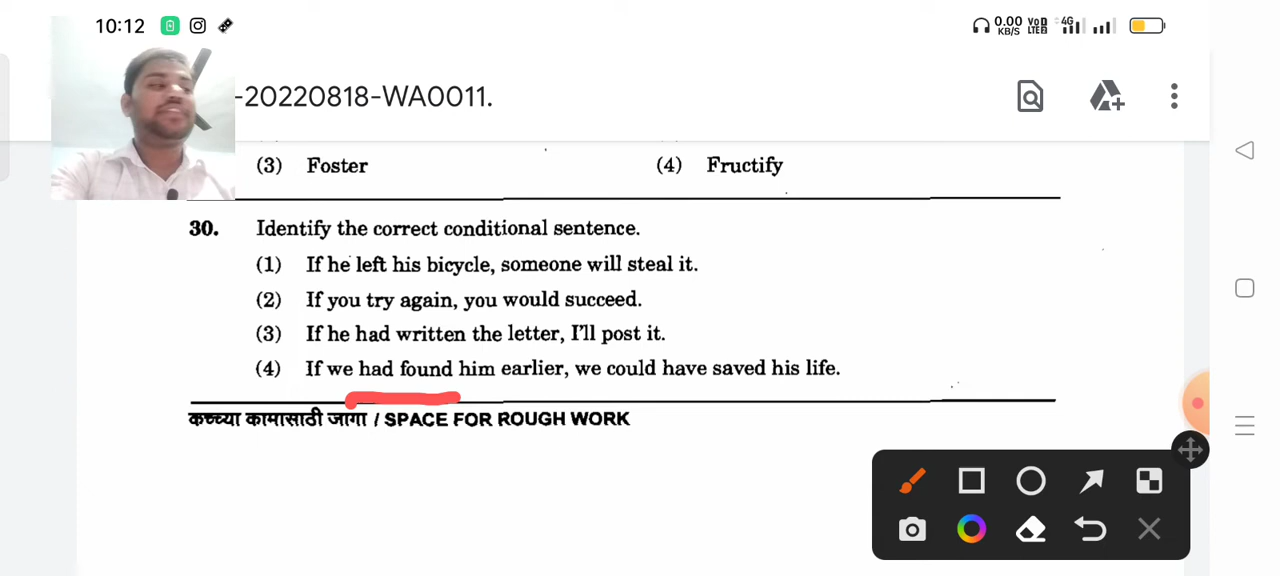 10:12 0.00 KB/S VoD LTE2 4G
-20220818-WA0011.
(3) Foster (4) Fructify
30. Identify the correct conditional sentence.
(1) If he left his bicycle, someone will steal it.
(2) If you try again, you would succeed.
(3) If he had written the letter, I'll post it.
(4) If we had found him earlier, we could have saved his life.
कच्च्या कामासाठी जागा / SPACE FOR ROUGH WORK